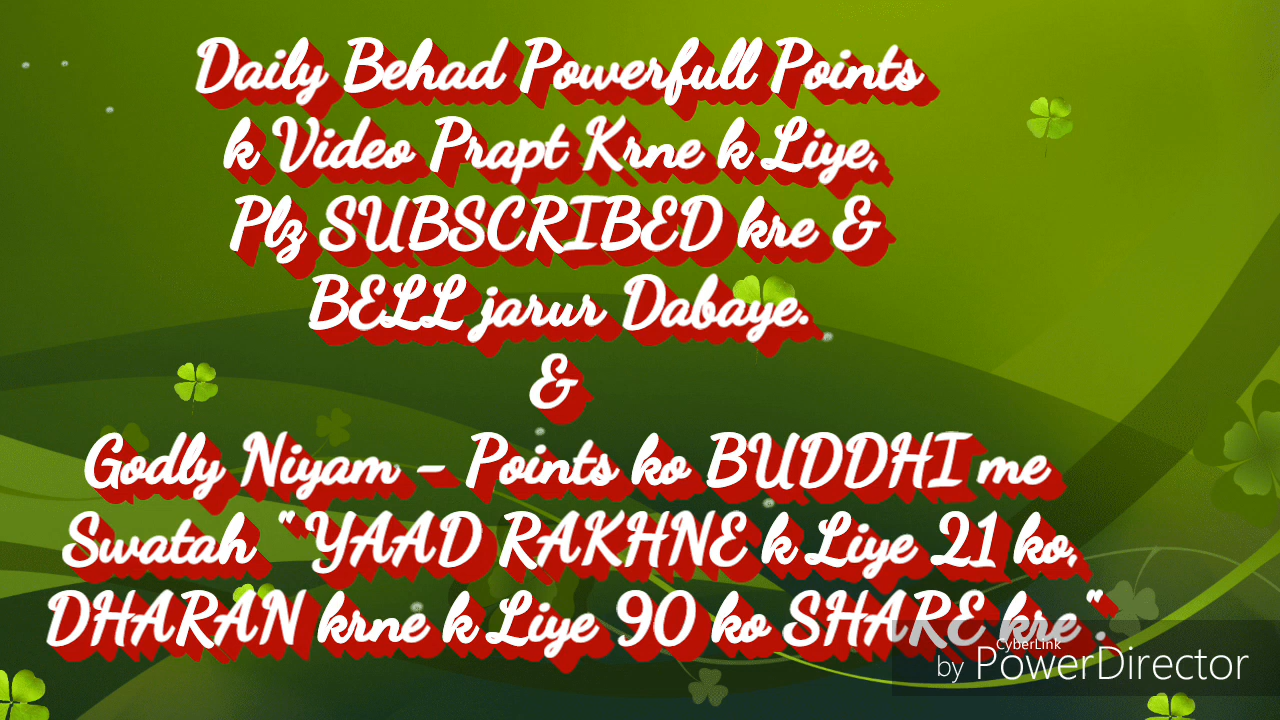 Daily Behad Powerfull Points
k Video Prapt Krne k Liye,
Plz SUBSCRIBED kre &
BELL jarur Dabaye.
&
Godly Niyam - Points ko BUDDHI me
Swatah "YAAD RAKHNE k Liye 21 ko,
DHARAN krne k Liye 90 ko SHARE kre".
CyberLink
by PowerDirector